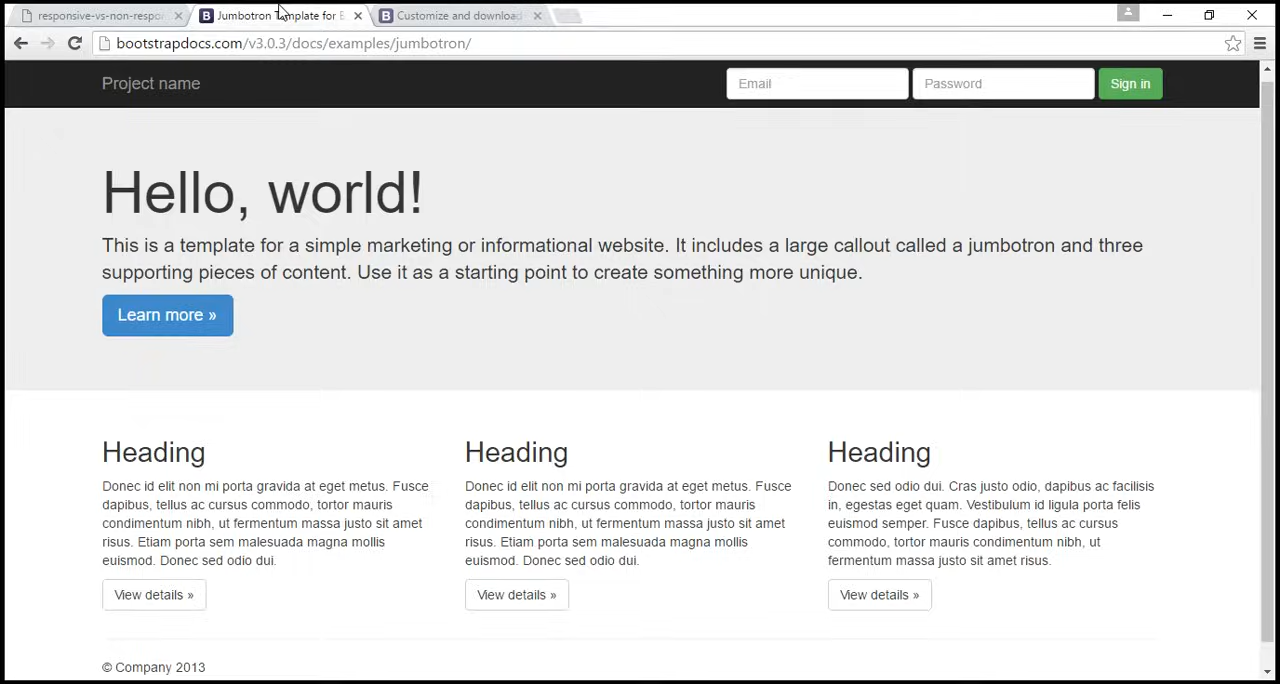 responsive-vs-non-respor
Jumbotron Template for B
Customize and download
bootstrapdocs.com/v3.0.3/docs/examples/jumbotron/
Project name
Email
Password
Sign in
Hello, world!
This is a template for a simple marketing or informational website. It includes a large callout called a jumbotron and three
supporting pieces of content. Use it as a starting point to create something more unique.
Learn more »
Heading
Donec id elit non mi porta gravida at eget metus. Fusce
dapibus, tellus ac cursus commodo, tortor mauris
condimentum nibh, ut fermentum massa justo sit amet
risus. Etiam porta sem malesuada magna mollis
euismod. Donec sed odio dui.
View details »
Heading
Donec id elit non mi porta gravida at eget metus. Fusce
dapibus, tellus ac cursus commodo, tortor mauris
condimentum nibh, ut fermentum massa justo sit amet
risus. Etiam porta sem malesuada magna mollis
euismod. Donec sed odio dui.
View details »
Heading
Donec sed odio dui. Cras justo odio, dapibus ac facilisis
in, egestas eget quam. Vestibulum id ligula porta felis
euismod semper. Fusce dapibus, tellus ac cursus
commodo, tortor mauris condimentum nibh, ut
fermentum massa justo sit amet risus.
View details »
© Company 2013